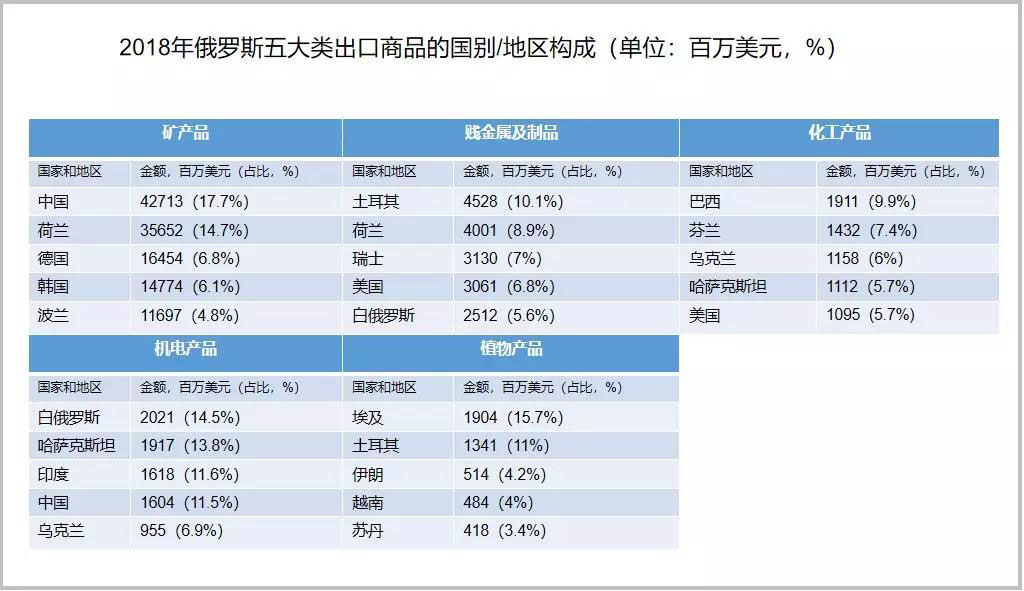 2018年俄罗斯五大类出口商品的国别/地区构成（单位：百万美元，%）
矿产品 贱金属及制品 化工产品
国家和地区 金额，百万美元（占比，%） 国家和地区 金额，百万美元（占比，%） 国家和地区 金额，百万美元（占比，%）
中国 42713（17.7%） 土耳其 4528（10.1%） 巴西 1911（9.9%）
荷兰 35652（14.7%） 荷兰 4001（8.9%） 芬兰 1432（7.4%）
德国 16454（6.8%） 瑞士 3130（7%） 乌克兰 1158（6%）
韩国 14774（6.1%） 美国 3061（6.8%） 哈萨克斯坦 1112（5.7%）
波兰 11697（4.8%） 白俄罗斯 2512（5.6%） 美国 1095（5.7%）
机电产品 植物产品
国家和地区 金额，百万美元（占比，%） 国家和地区 金额，百万美元（占比，%）
白俄罗斯 2021（14.5%） 埃及 1904（15.7%）
哈萨克斯坦 1917（13.8%） 土耳其 1341（11%）
印度 1618（11.6%） 伊朗 514（4.2%）
中国 1604（11.5%） 越南 484（4%）
乌克兰 955（6.9%） 苏丹 418（3.4%）